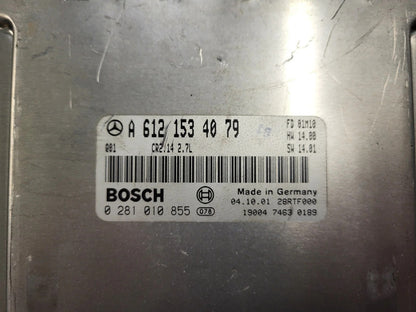 A 612 153 40 79
FD 01M10
Q01 CR2.14 2.7L
HW 14.00
SW 14.01
BOSCH
Made in Germany
0 281 010 855 078
04.10.01 28RTF000
19004 7463 0189